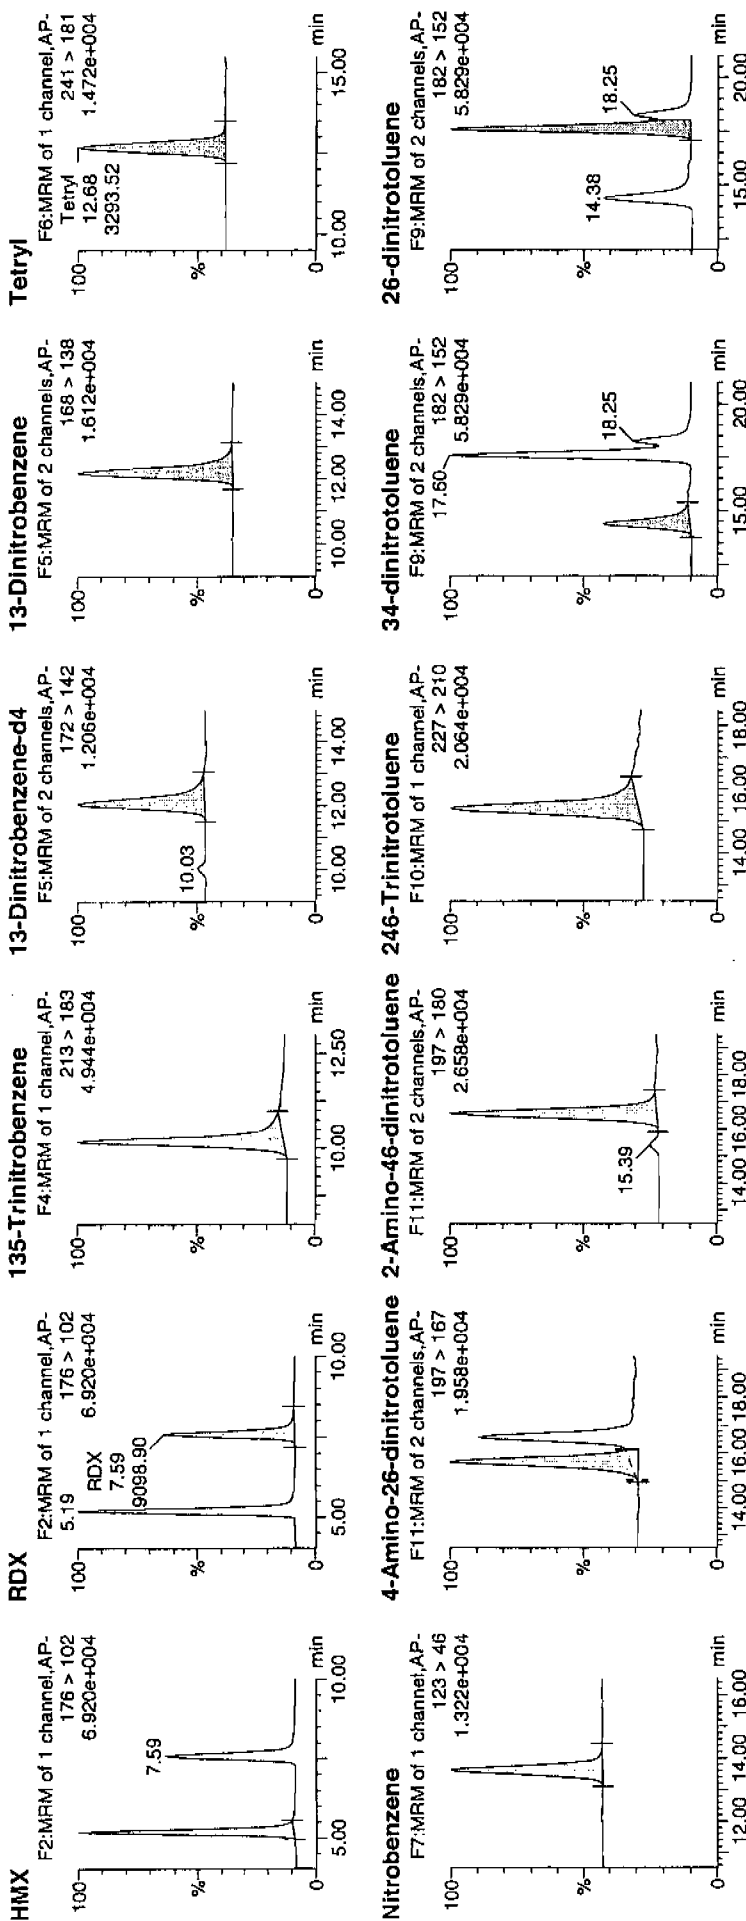 HMX
F2:MRM of 1 channel,AP-
176 > 102
6.920e+004
100
%
0
7.59
5.00
10.00
min
RDX
F2:MRM of 1 channel,AP-
5.19
176 > 102
6.920e+004
RDX
7.59
9098.90
100
%
0
5.00
10.00
min
135-Trinitrobenzene
F4:MRM of 1 channel,AP-
213 > 183
4.944e+004
100
%
0
10.00
12.50
min
13-Dinitrobenzene-d4
F5:MRM of 2 channels,AP-
172 > 142
1.206e+004
100
%
0
10.03
10.00
12.00
14.00
min
13-Dinitrobenzene
F5:MRM of 2 channels,AP-
168 > 138
1.612e+004
100
%
0
10.00
12.00
14.00
min
Tetryl
F6:MRM of 1 channel,AP-
241 > 181
1.472e+004
Tetryl
12.68
3293.52
100
%
0
10.00
15.00
min
Nitrobenzene
F7:MRM of 1 channel,AP-
123 > 46
1.322e+004
100
%
0
12.00
14.00
16.00
min
4-Amino-26-dinitrotoluene
F11:MRM of 2 channels,AP-
197 > 167
1.958e+004
100
%
0
14.00
16.00
18.00
min
2-Amino-46-dinitrotoluene
F11:MRM of 2 channels,AP-
197 > 180
2.658e+004
100
%
0
15.39
14.00
16.00
18.00
min
246-Trinitrotoluene
F10:MRM of 1 channel,AP-
227 > 210
2.064e+004
100
%
0
14.00
16.00
18.00
min
34-dinitrotoluene
F9:MRM of 2 channels,AP-
182 > 152
5.829e+004
17.60
18.25
100
%
0
15.00
20.00
min
26-dinitrotoluene
F9:MRM of 2 channels,AP-
182 > 152
5.829e+004
14.38
18.25
100
%
0
15.00
20.00
min